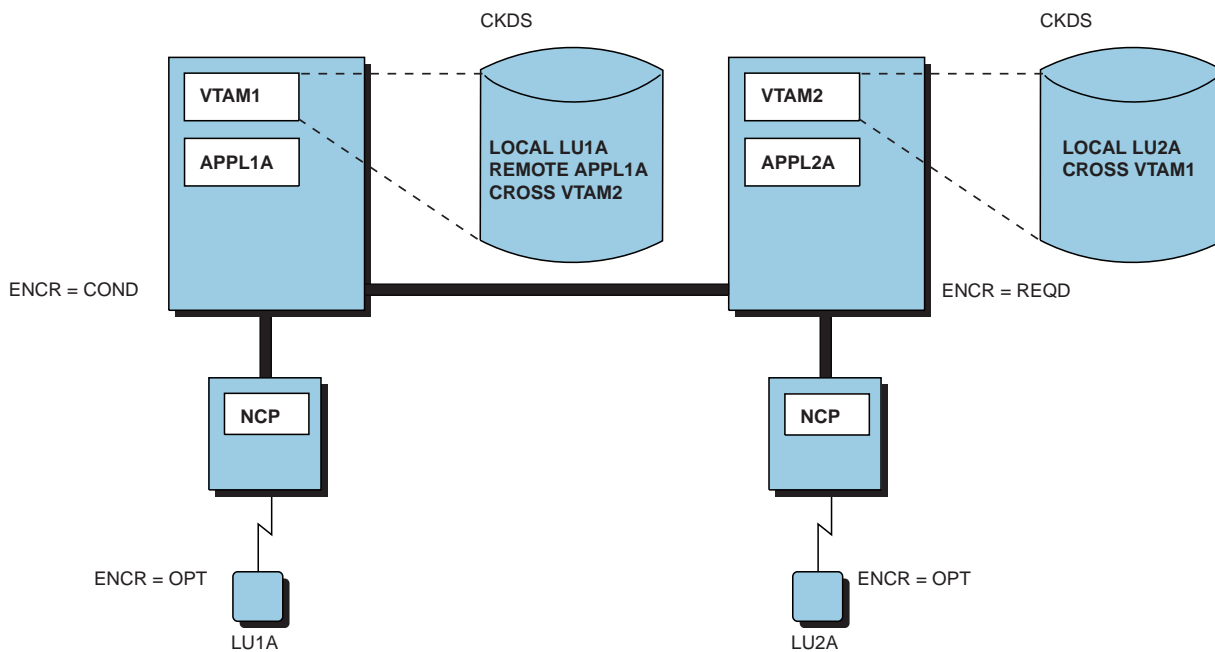 CKDS
CKDS
VTAM1
VTAM2
APPL1A
APPL2A
LOCAL LU1A
REMOTE APPL1A
CROSS VTAM2
LOCAL LU2A
CROSS VTAM1
ENCR = COND
ENCR = REQD
NCP
NCP
ENCR = OPT
ENCR = OPT
LU1A
LU2A